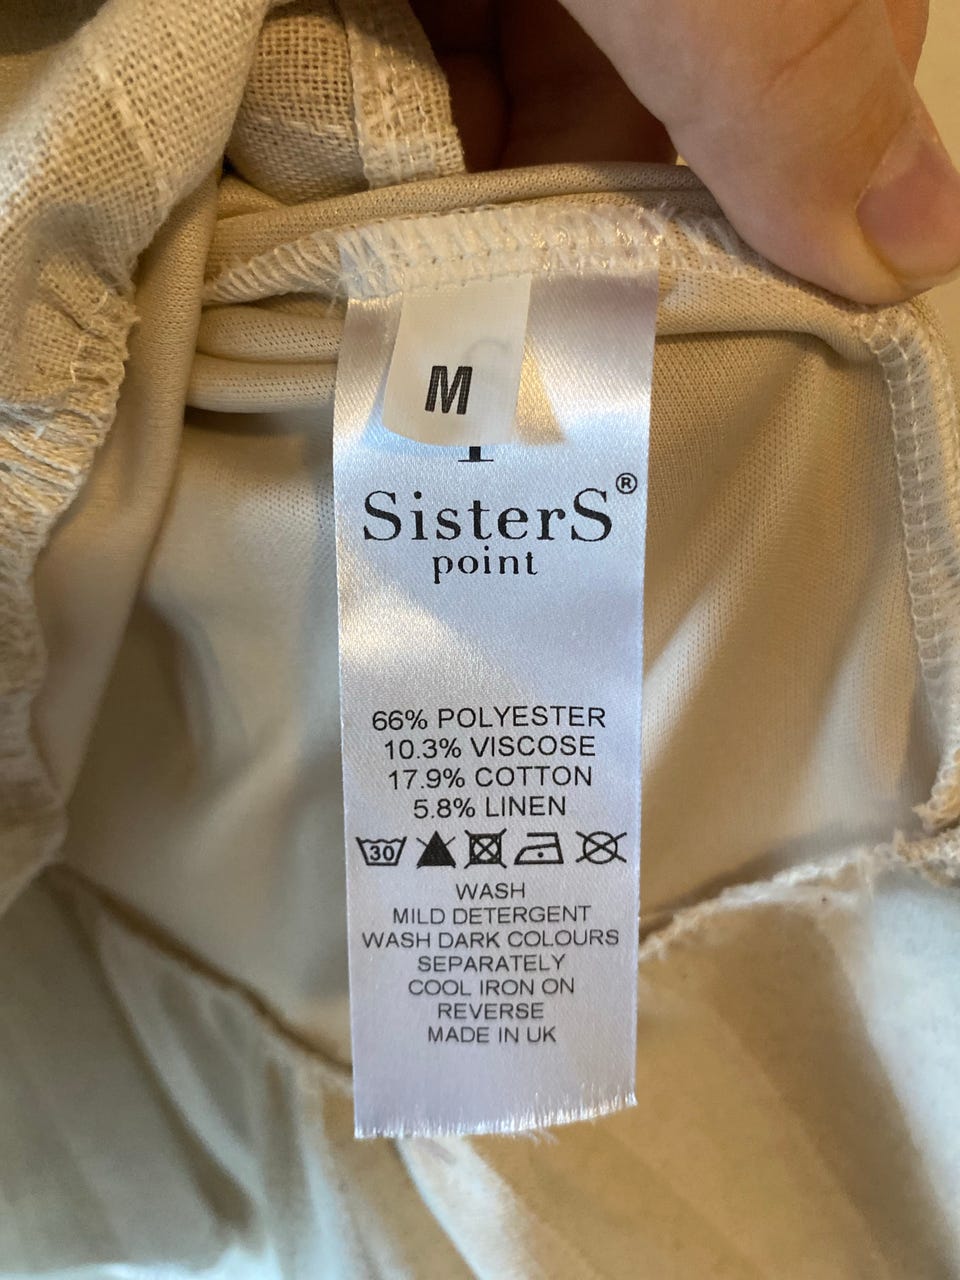 M
SisterS®
point
66% POLYESTER
10.3% VISCOSE
17.9% COTTON
5.8% LINEN
30
WASH
MILD DETERGENT
WASH DARK COLOURS
SEPARATELY
COOL IRON ON
REVERSE
MADE IN UK